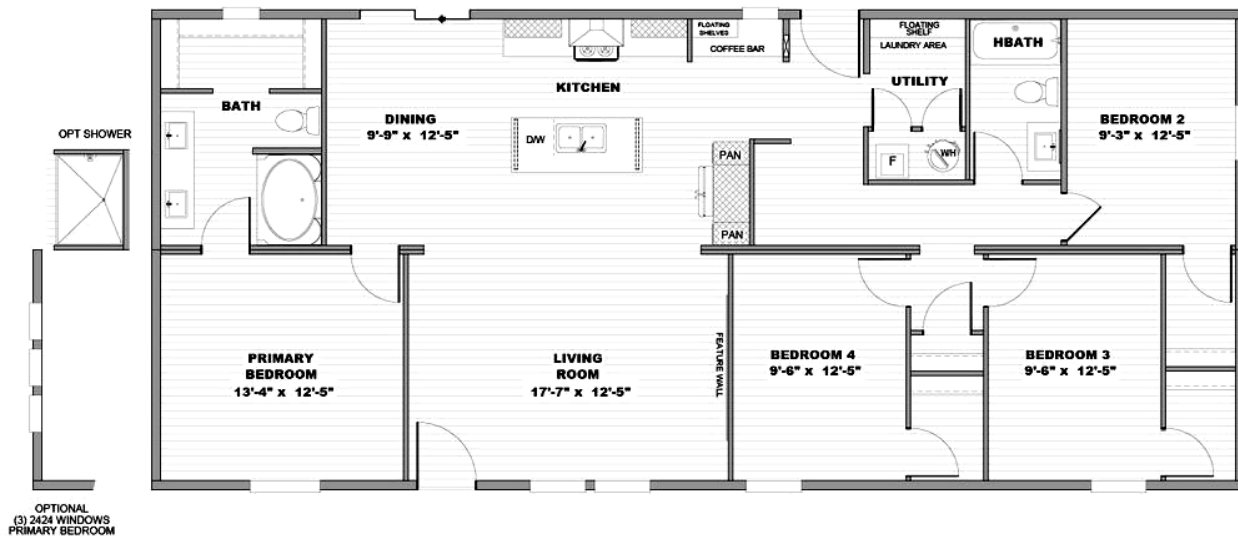 FLOATING
SHELVES
COFFEE BAR
FLOATING
SHELF
LAUNDRY AREA
HBATH
UTILITY
KITCHEN
BATH
DINING
9'-9" x 12'-5"
D/W
BEDROOM 2
9'-3" x 12'-5"
OPT SHOWER
PAN
F
WH
PAN
PRIMARY
BEDROOM
13'-4" x 12'-5"
LIVING
ROOM
17'-7" x 12'-5"
FEATURE WALL
BEDROOM 4
9'-6" x 12'-5"
BEDROOM 3
9'-6" x 12'-5"
OPTIONAL
(3) 2424 WINDOWS
PRIMARY BEDROOM